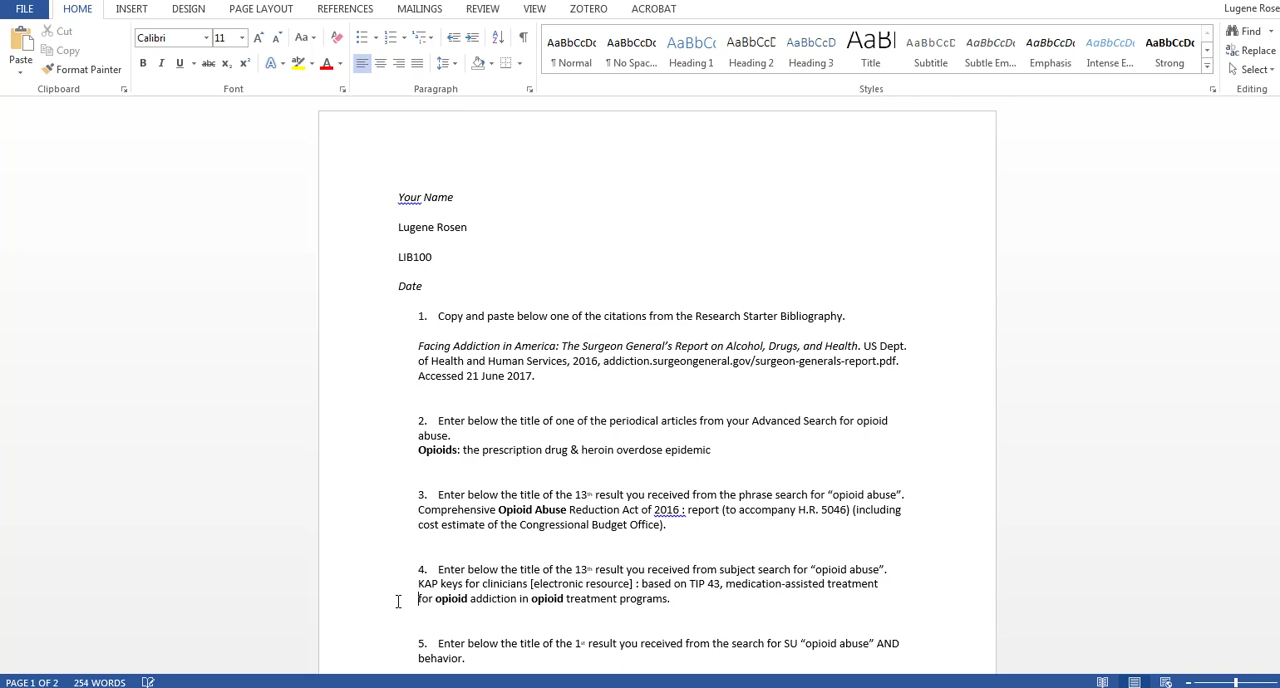 FILE HOME INSERT DESIGN PAGE LAYOUT REFERENCES MAILINGS REVIEW VIEW ZOTERO ACROBAT Lugene Rose
Cut
Copy
Paste
Format Painter
Calibri 11
Find
Replace
Select
AaBbCcDc AaBbCcDc AaBbCc AaBbCcE AaBbCcDc AaBl AaBbCcD AaBbCcDc AaBbCcDc AaBbCcDc AaBbCcDc
¶ Normal ¶ No Spac... Heading 1 Heading 2 Heading 3 Title Subtitle Subtle Em... Emphasis Intense E... Strong
Clipboard Font Paragraph Styles Editing
Your Name
Lugene Rosen
LIB100
Date
1. Copy and paste below one of the citations from the Research Starter Bibliography.
Facing Addiction in America: The Surgeon General’s Report on Alcohol, Drugs, and Health. US Dept.
of Health and Human Services, 2016, addiction.surgeongeneral.gov/surgeon-generals-report.pdf.
Accessed 21 June 2017.
2. Enter below the title of one of the periodical articles from your Advanced Search for opioid
abuse.
Opioids: the prescription drug & heroin overdose epidemic
3. Enter below the title of the 13th result you received from the phrase search for “opioid abuse”.
Comprehensive Opioid Abuse Reduction Act of 2016 : report (to accompany H.R. 5046) (including
cost estimate of the Congressional Budget Office).
4. Enter below the title of the 13th result you received from subject search for “opioid abuse”.
KAP keys for clinicians [electronic resource] : based on TIP 43, medication-assisted treatment
for opioid addiction in opioid treatment programs.
5. Enter below the title of the 1st result you received from the search for SU “opioid abuse” AND
behavior.
PAGE 1 OF 2 254 WORDS